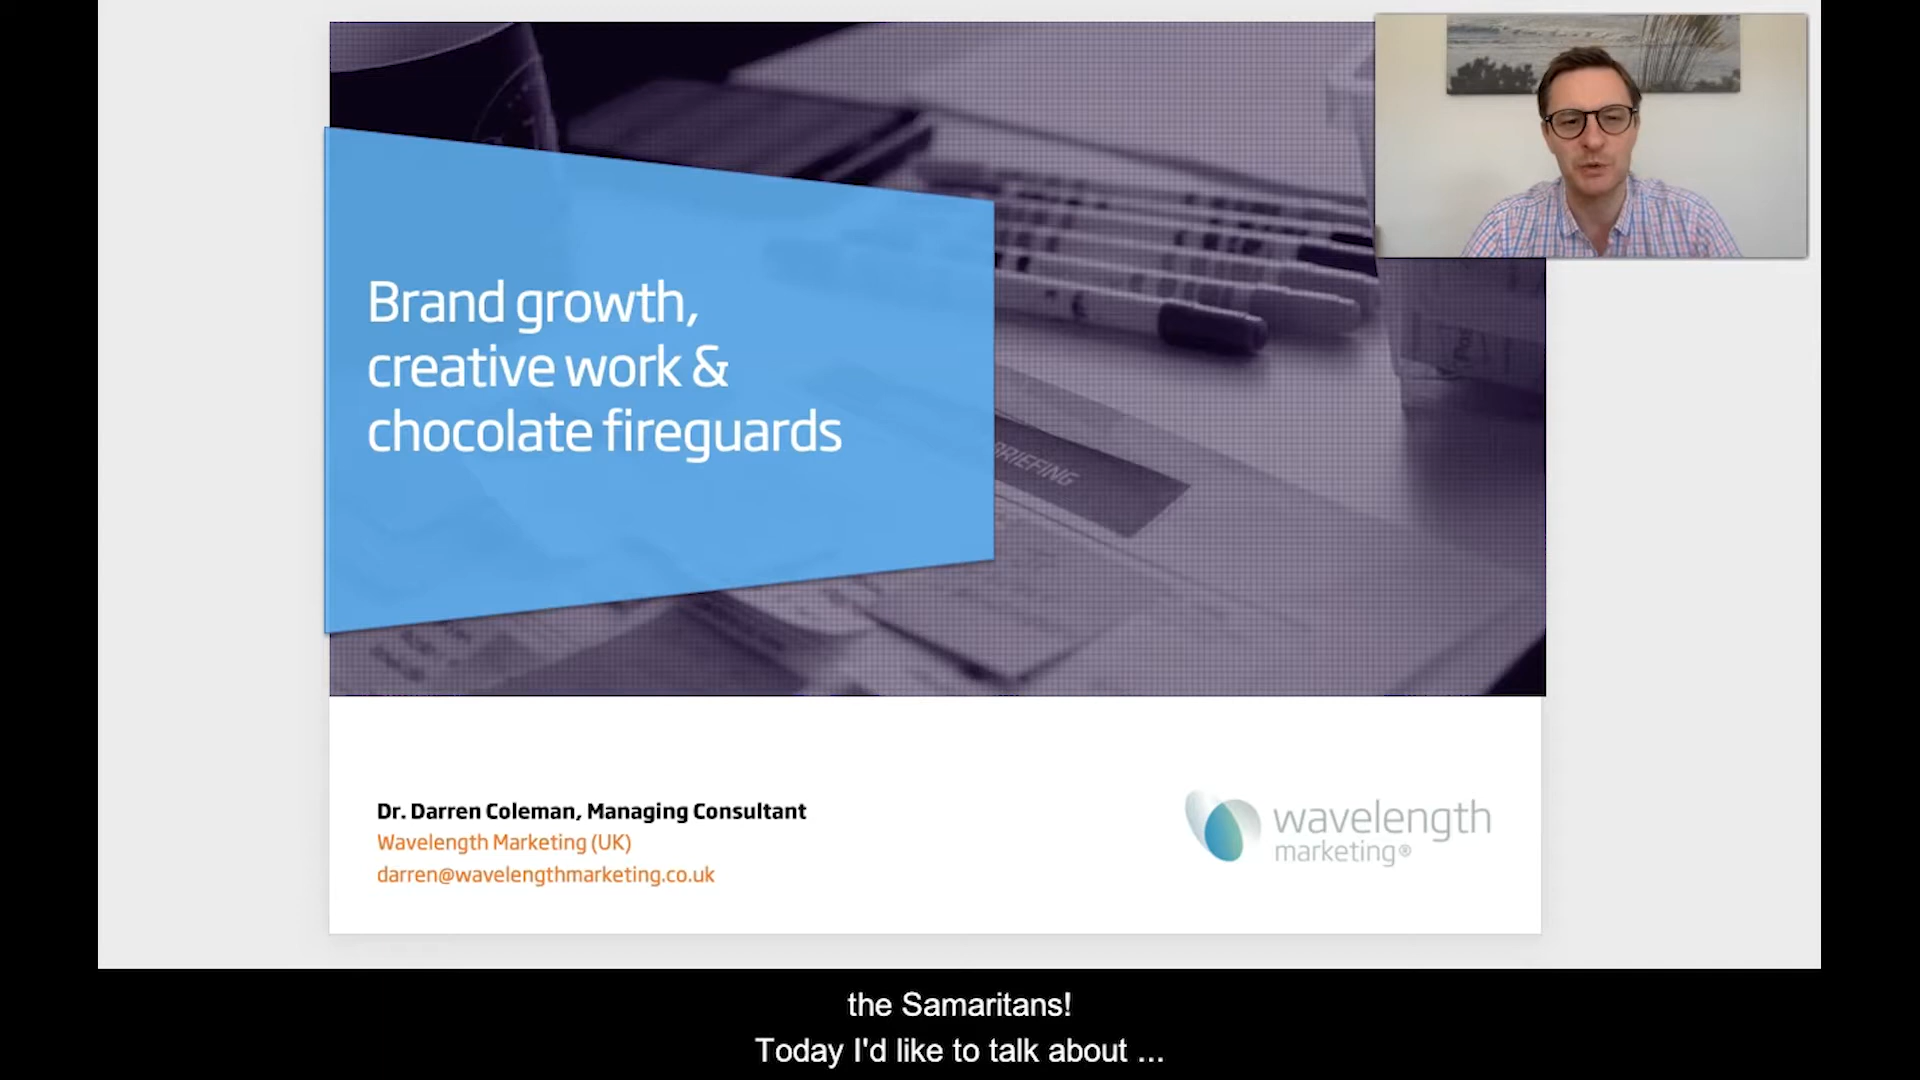 Brand growth,
creative work &
chocolate fireguards
BRIEFING
Dr. Darren Coleman, Managing Consultant
Wavelength Marketing (UK)
darren@wavelengthmarketing.co.uk
wavelength
marketing®
the Samaritans!
Today I'd like to talk about ...